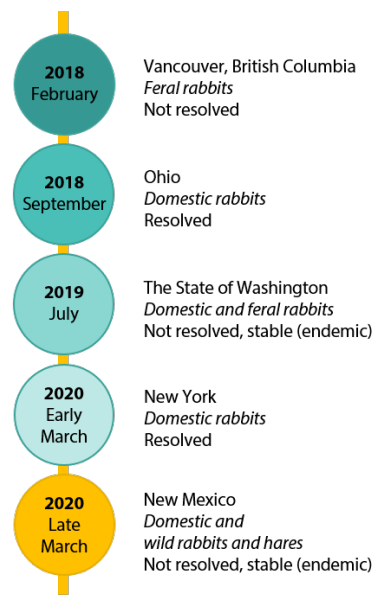 2018
February
Vancouver, British Columbia
Feral rabbits
Not resolved
2018
September
Ohio
Domestic rabbits
Resolved
2019
July
The State of Washington
Domestic and feral rabbits
Not resolved, stable (endemic)
2020
Early
March
New York
Domestic rabbits
Resolved
2020
Late
March
New Mexico
Domestic and
wild rabbits and hares
Not resolved, stable (endemic)